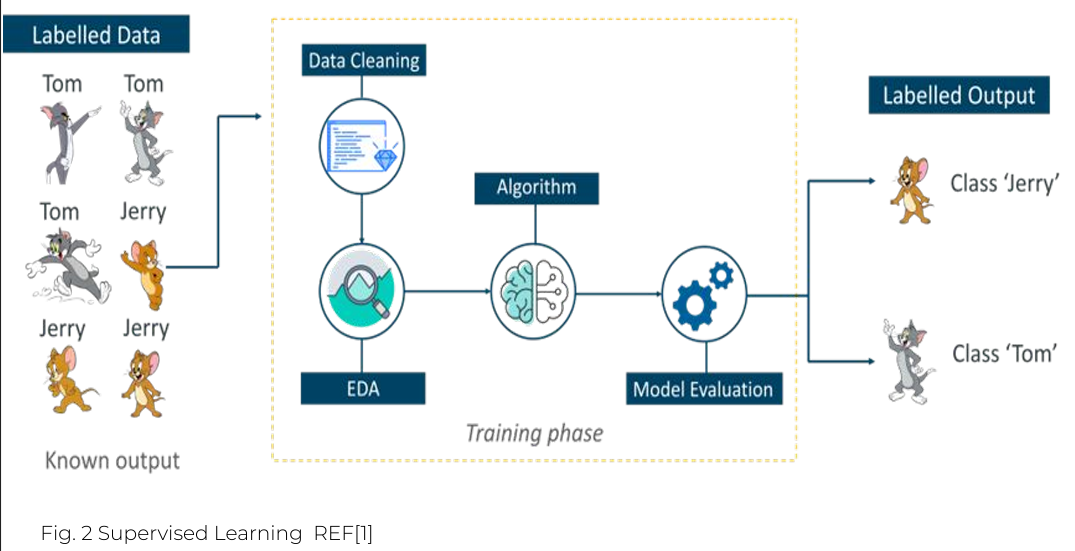 Labelled Data
Tom Tom
Tom Jerry
Jerry Jerry
Known output
Data Cleaning
EDA
Algorithm
Model Evaluation
Training phase
Labelled Output
Class ‘Jerry’
Class ‘Tom’
Fig. 2 Supervised Learning REF[1]